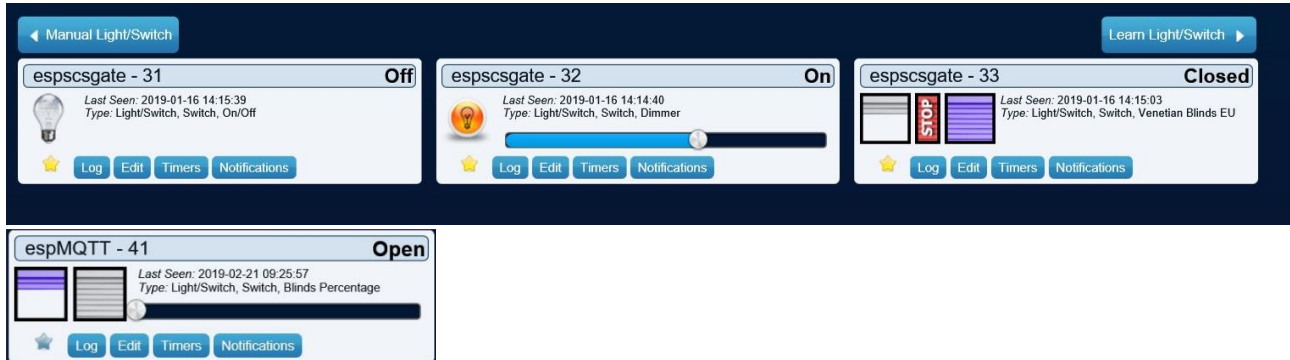 Manual Light/Switch
Learn Light/Switch
espscsgate - 31 Off
Last Seen: 2019-01-16 14:15:39
Type: Light/Switch, Switch, On/Off
Log Edit Timers Notifications
espscsgate - 32 On
Last Seen: 2019-01-16 14:14:40
Type: Light/Switch, Switch, Dimmer
Log Edit Timers Notifications
espscsgate - 33 Closed
STOP
Last Seen: 2019-01-16 14:15:03
Type: Light/Switch, Switch, Venetian Blinds EU
Log Edit Timers Notifications
espMQTT - 41 Open
Last Seen: 2019-02-21 09:25:57
Type: Light/Switch, Switch, Blinds Percentage
Log Edit Timers Notifications